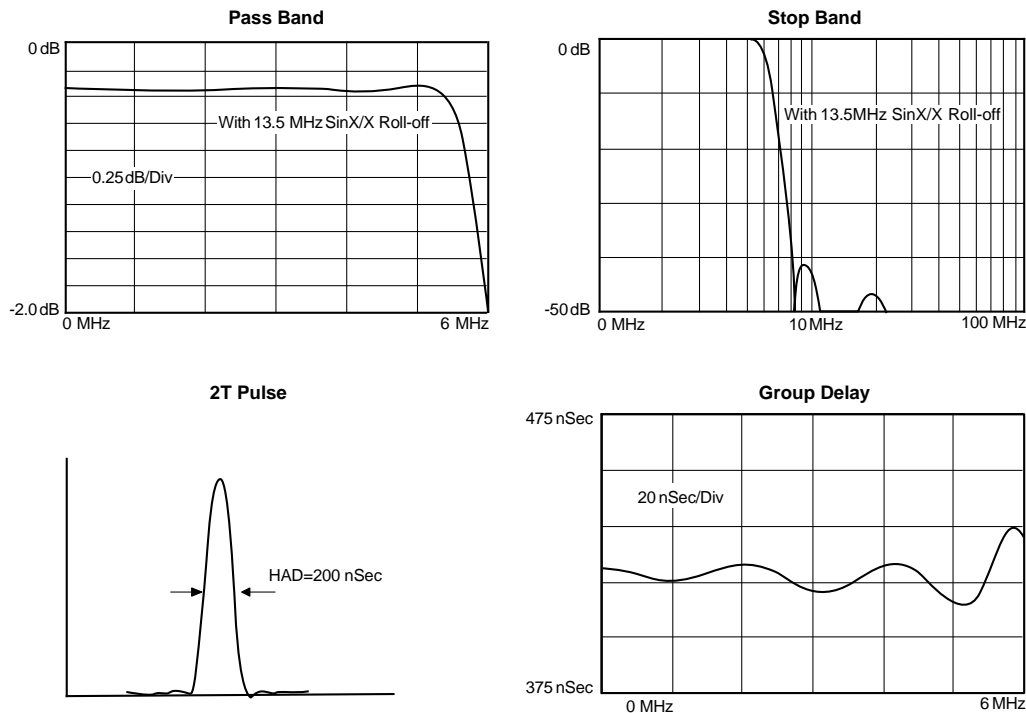 Pass Band
0 dB
With 13.5 MHz SinX/X Roll-off
0.25 dB/Div
-2.0 dB
0 MHz
6 MHz
Stop Band
0 dB
With 13.5MHz SinX/X Roll-off
-50 dB
0 MHz
10 MHz
100 MHz
2T Pulse
HAD=200 nSec
Group Delay
475 nSec
20 nSec/Div
375 nSec
0 MHz
6 MHz